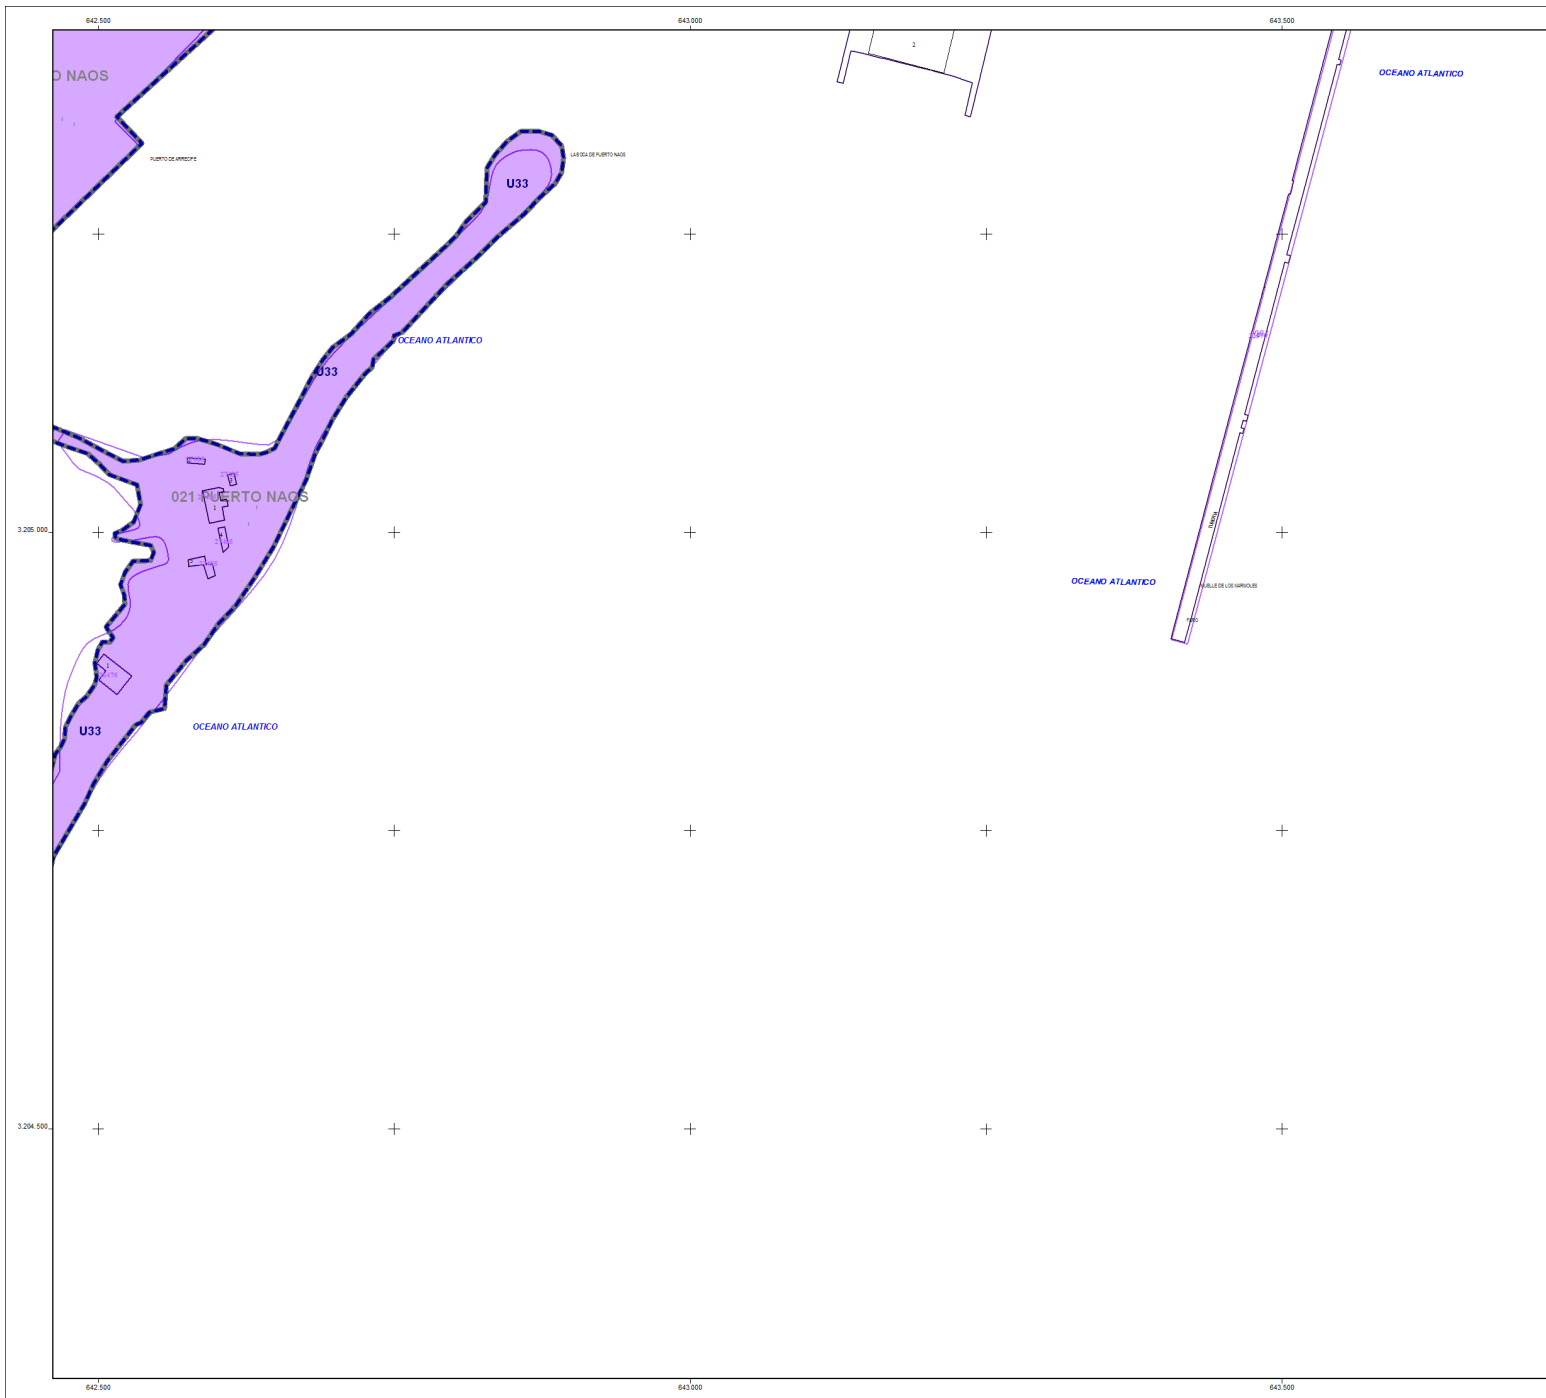 642.500
643.000
643.500
2
OCEANO ATLANTICO
O NAOS
PUERTO DE ARRECIFE
LA BOCA DE PUERTO NAOS
U33
OCEANO ATLANTICO
U33
021 PUERTO NAOS
1
3.205.000
TUBERIA
OCEANO ATLANTICO
MUELLE DE LOS MARMOLES
FARO
1
OCEANO ATLANTICO
U33
3.204.500
642.500
643.000
643.500